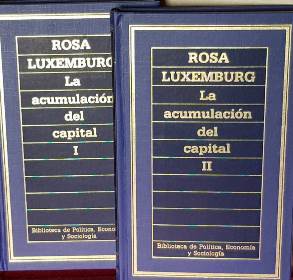 ROSA
LUXEMBURG
La
acumulación
del
capital
I
Biblioteca de Política, Economía
y Sociología
ROSA
LUXEMBURG
La
acumulación
del
capital
II
Biblioteca de Política, Economía
y Sociología